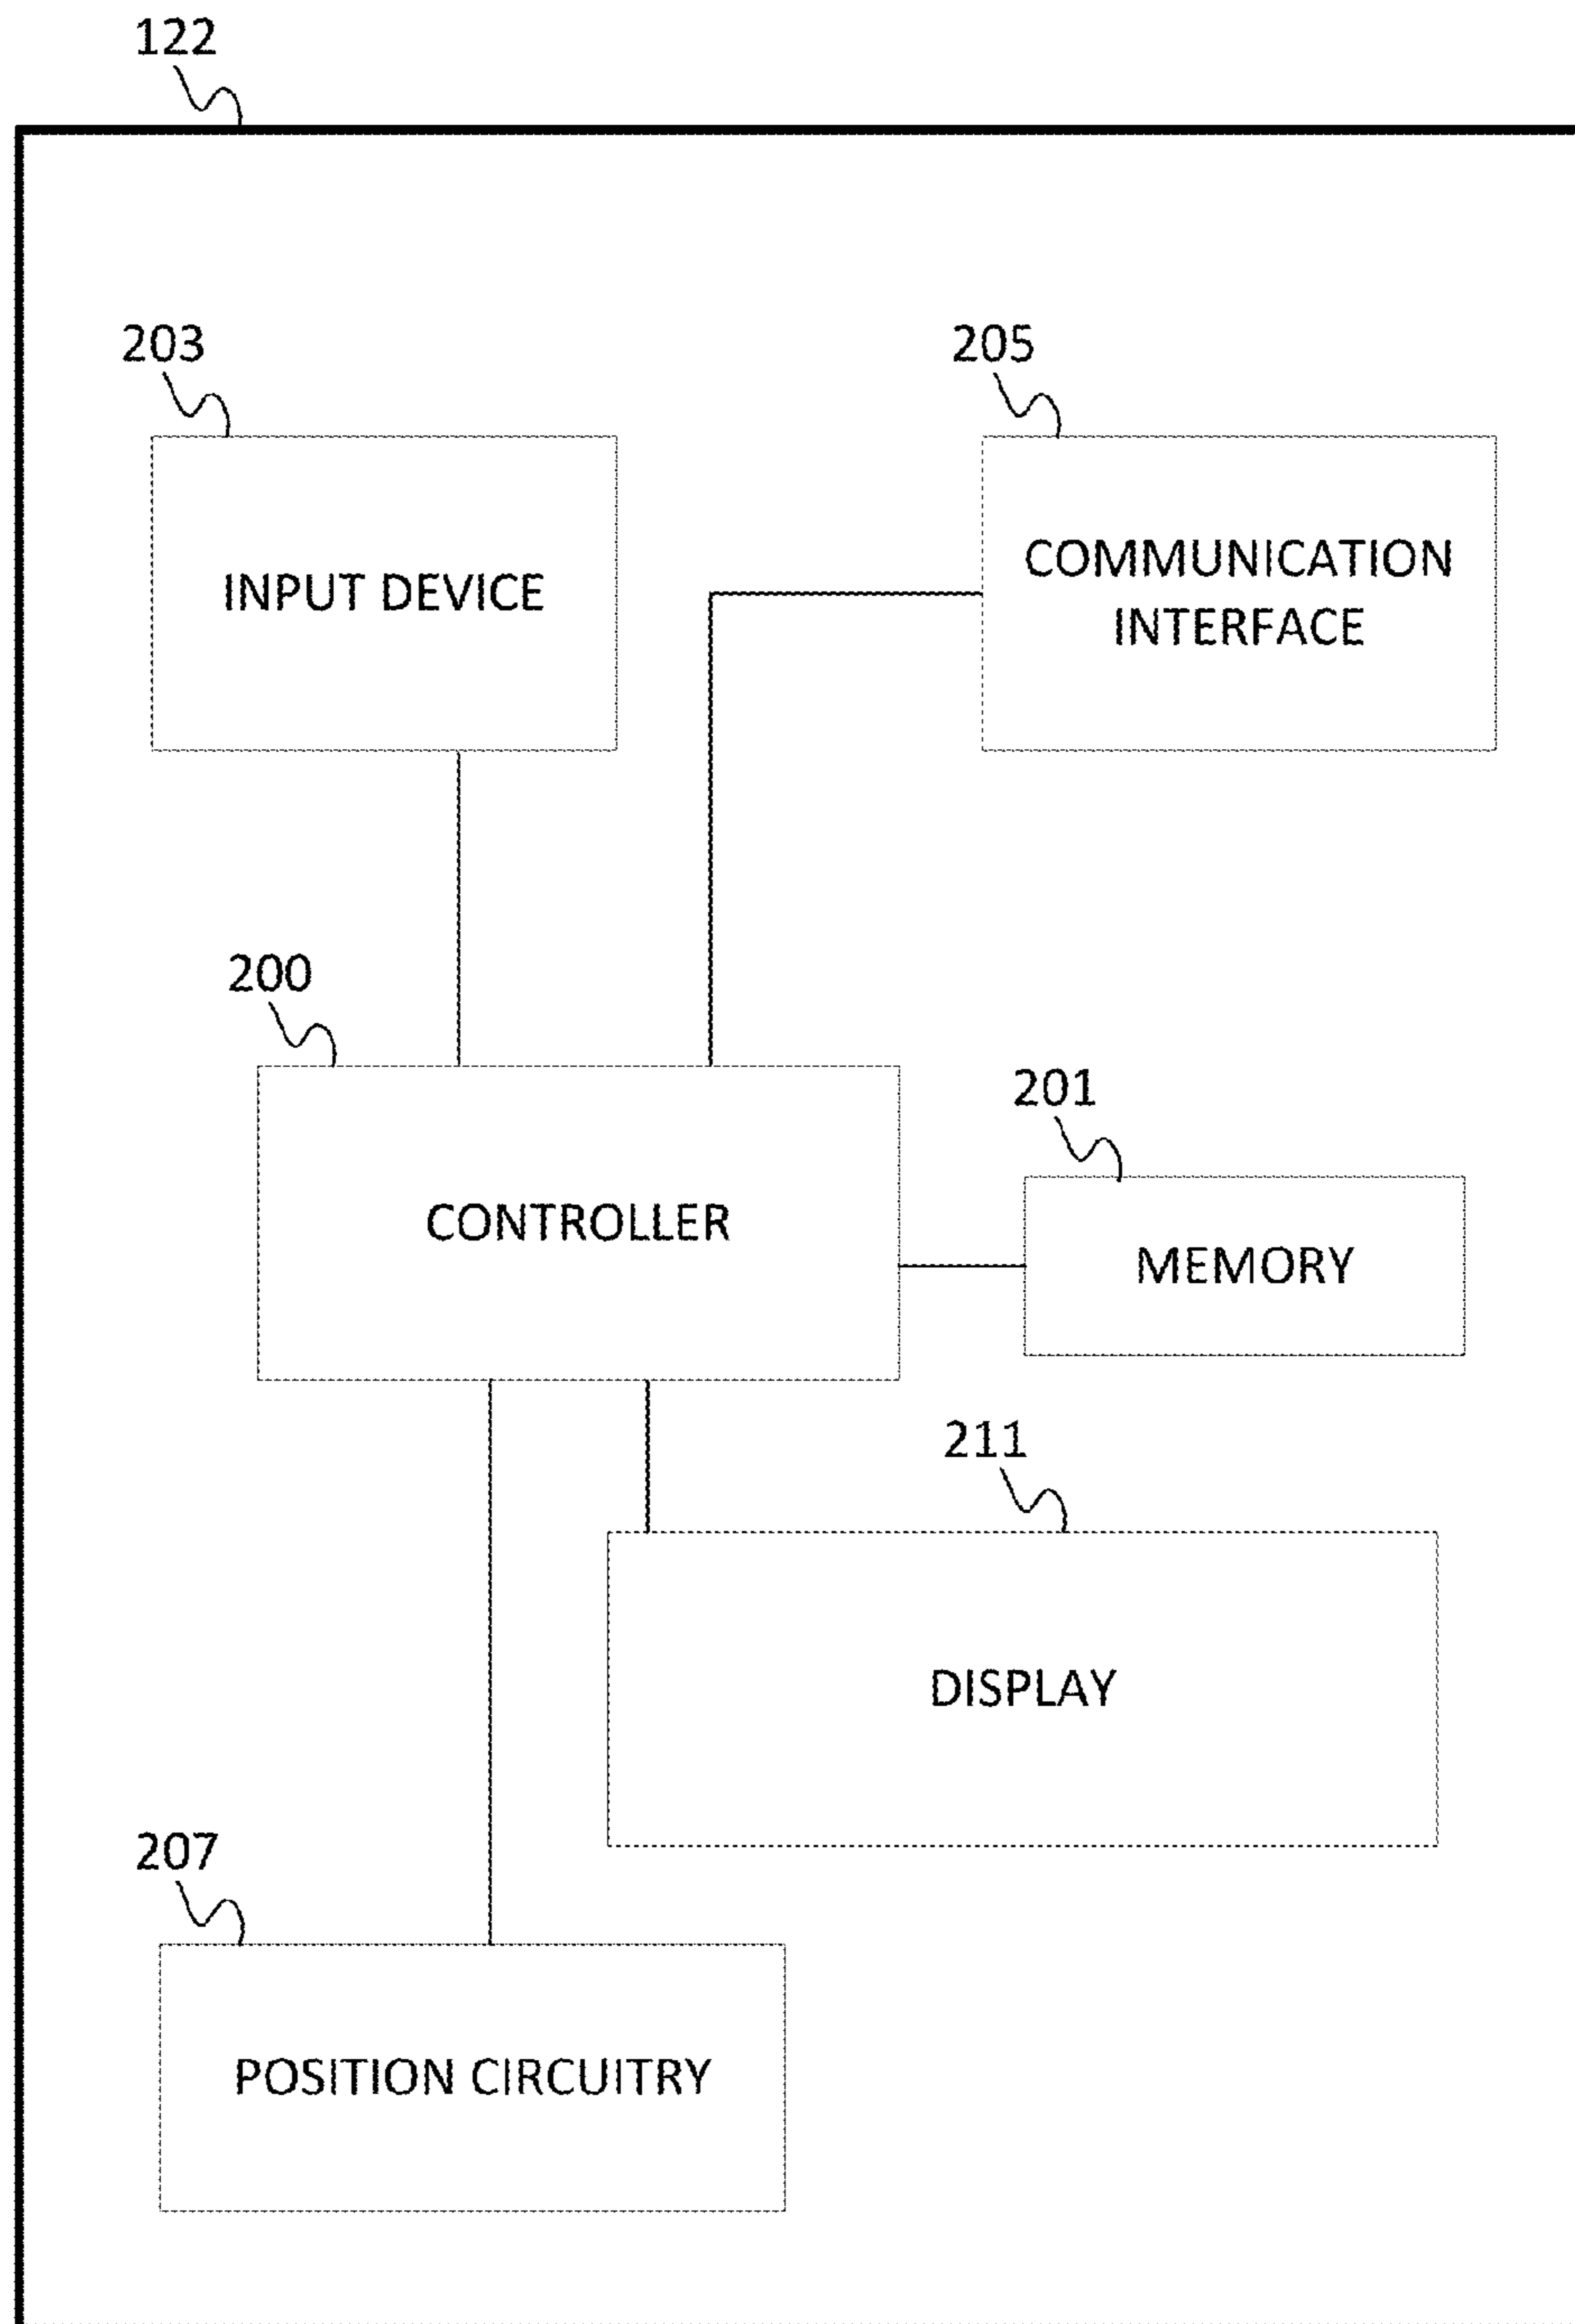 122
203
205
INPUT DEVICE
COMMUNICATION
INTERFACE
200
201
CONTROLLER
MEMORY
211
DISPLAY
207
POSITION CIRCUITRY